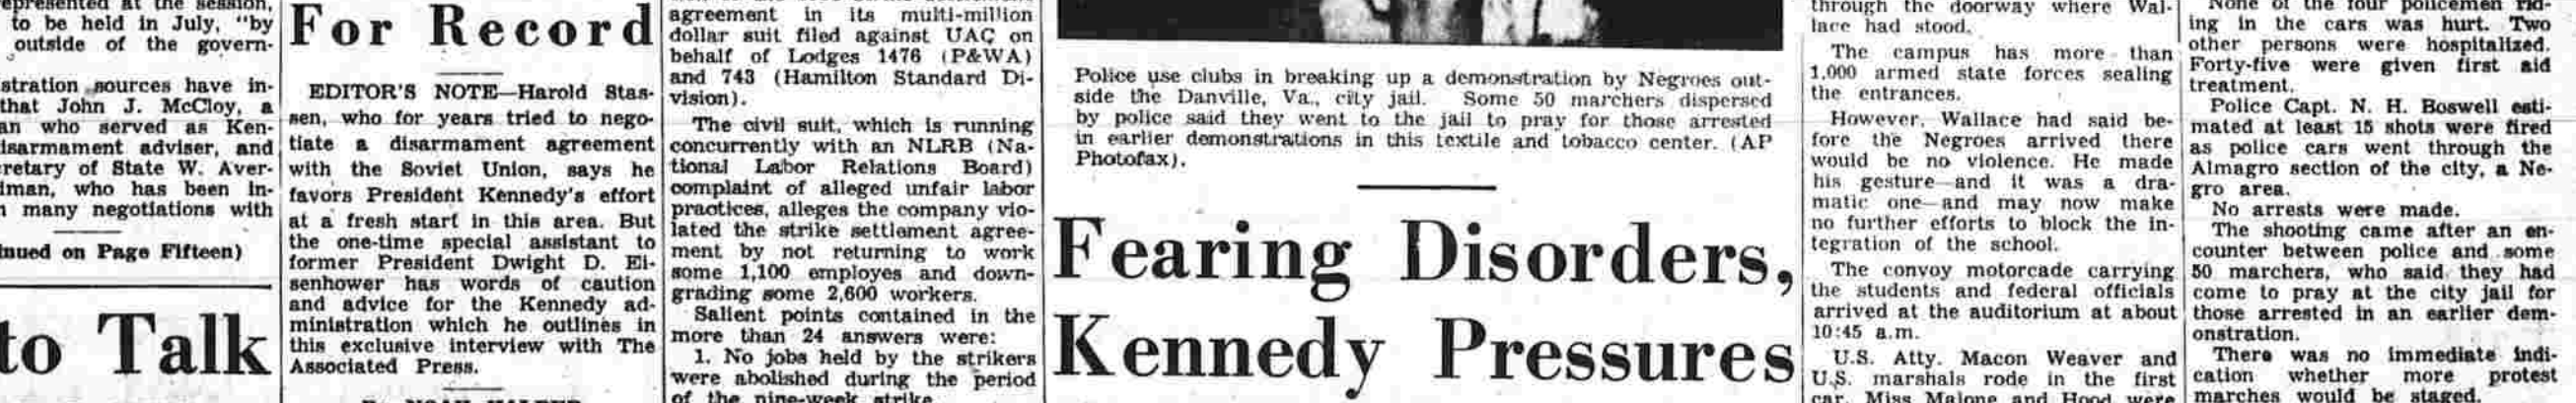 represented at the session,
to be held in July, "by
outside of the govern-
stration sources have in-
that John J. McCloy, a
an who served as Ken-
disarmament adviser, and
retary of State W. Aver-
iman, who has been in-
many negotiations with
nued on Page Fifteen)
to Talk
For Record
EDITOR'S NOTE—Harold Stas-
sen, who for years tried to nego-
tiate a disarmament agreement
with the Soviet Union, says he
favors President Kennedy's effort
at a fresh start in this area. But
the one-time special assistant to
former President Dwight D. Ei-
senhower has words of caution
and advice for the Kennedy ad-
ministration which he outlines in
this exclusive interview with The
Associated Press.
agreement in its multi-million
dollar suit filed against UAC on
behalf of Lodges 1476 (P&WA)
and 743 (Hamilton Standard Di-
vision).
The civil suit, which is running
concurrently with an NLRB (Na-
tional Labor Relations Board)
complaint of alleged unfair labor
practices, alleges the company vio-
lated the strike settlement agree-
ment by not returning to work
some 1,100 employes and down-
grading some 2,600 workers.
Salient points contained in the
more than 24 answers were:
1. No jobs held by the strikers
were abolished during the period
of the nine-week strike
Police use clubs in breaking up a demonstration by Negroes out-
side the Danville, Va., city jail. Some 50 marchers dispersed
by police said they went to the jail to pray for those arrested
in earlier demonstrations in this textile and tobacco center. (AP
Photofax).
Fearing Disorders,
Kennedy Pressures
through the doorway where Wal-
lace had stood.
The campus has more than
1,000 armed state forces sealing
the entrances.
However, Wallace had said be-
fore the Negroes arrived there
would be no violence. He made
his gesture—and it was a dra-
matic one—and may now make
no further efforts to block the in-
tegration of the school.
The convoy motorcade carrying
the students and federal officials
arrived at the auditorium at about
10:45 a.m.
U.S. Atty. Macon Weaver and
U.S. marshals rode in the first
car. Miss Malone and Hood were
None of the four policemen rid-
ing in the cars was hurt. Two
other persons were hospitalized.
Forty-five were given first aid
treatment.
Police Capt. N. H. Boswell esti-
mated at least 15 shots were fired
as police cars went through the
Almagro section of the city, a Ne-
gro area.
No arrests were made.
The shooting came after an en-
counter between police and some
50 marchers, who said they had
come to pray at the city jail for
those arrested in an earlier dem-
onstration.
There was no immediate indi-
cation whether more protest
marches would be staged.